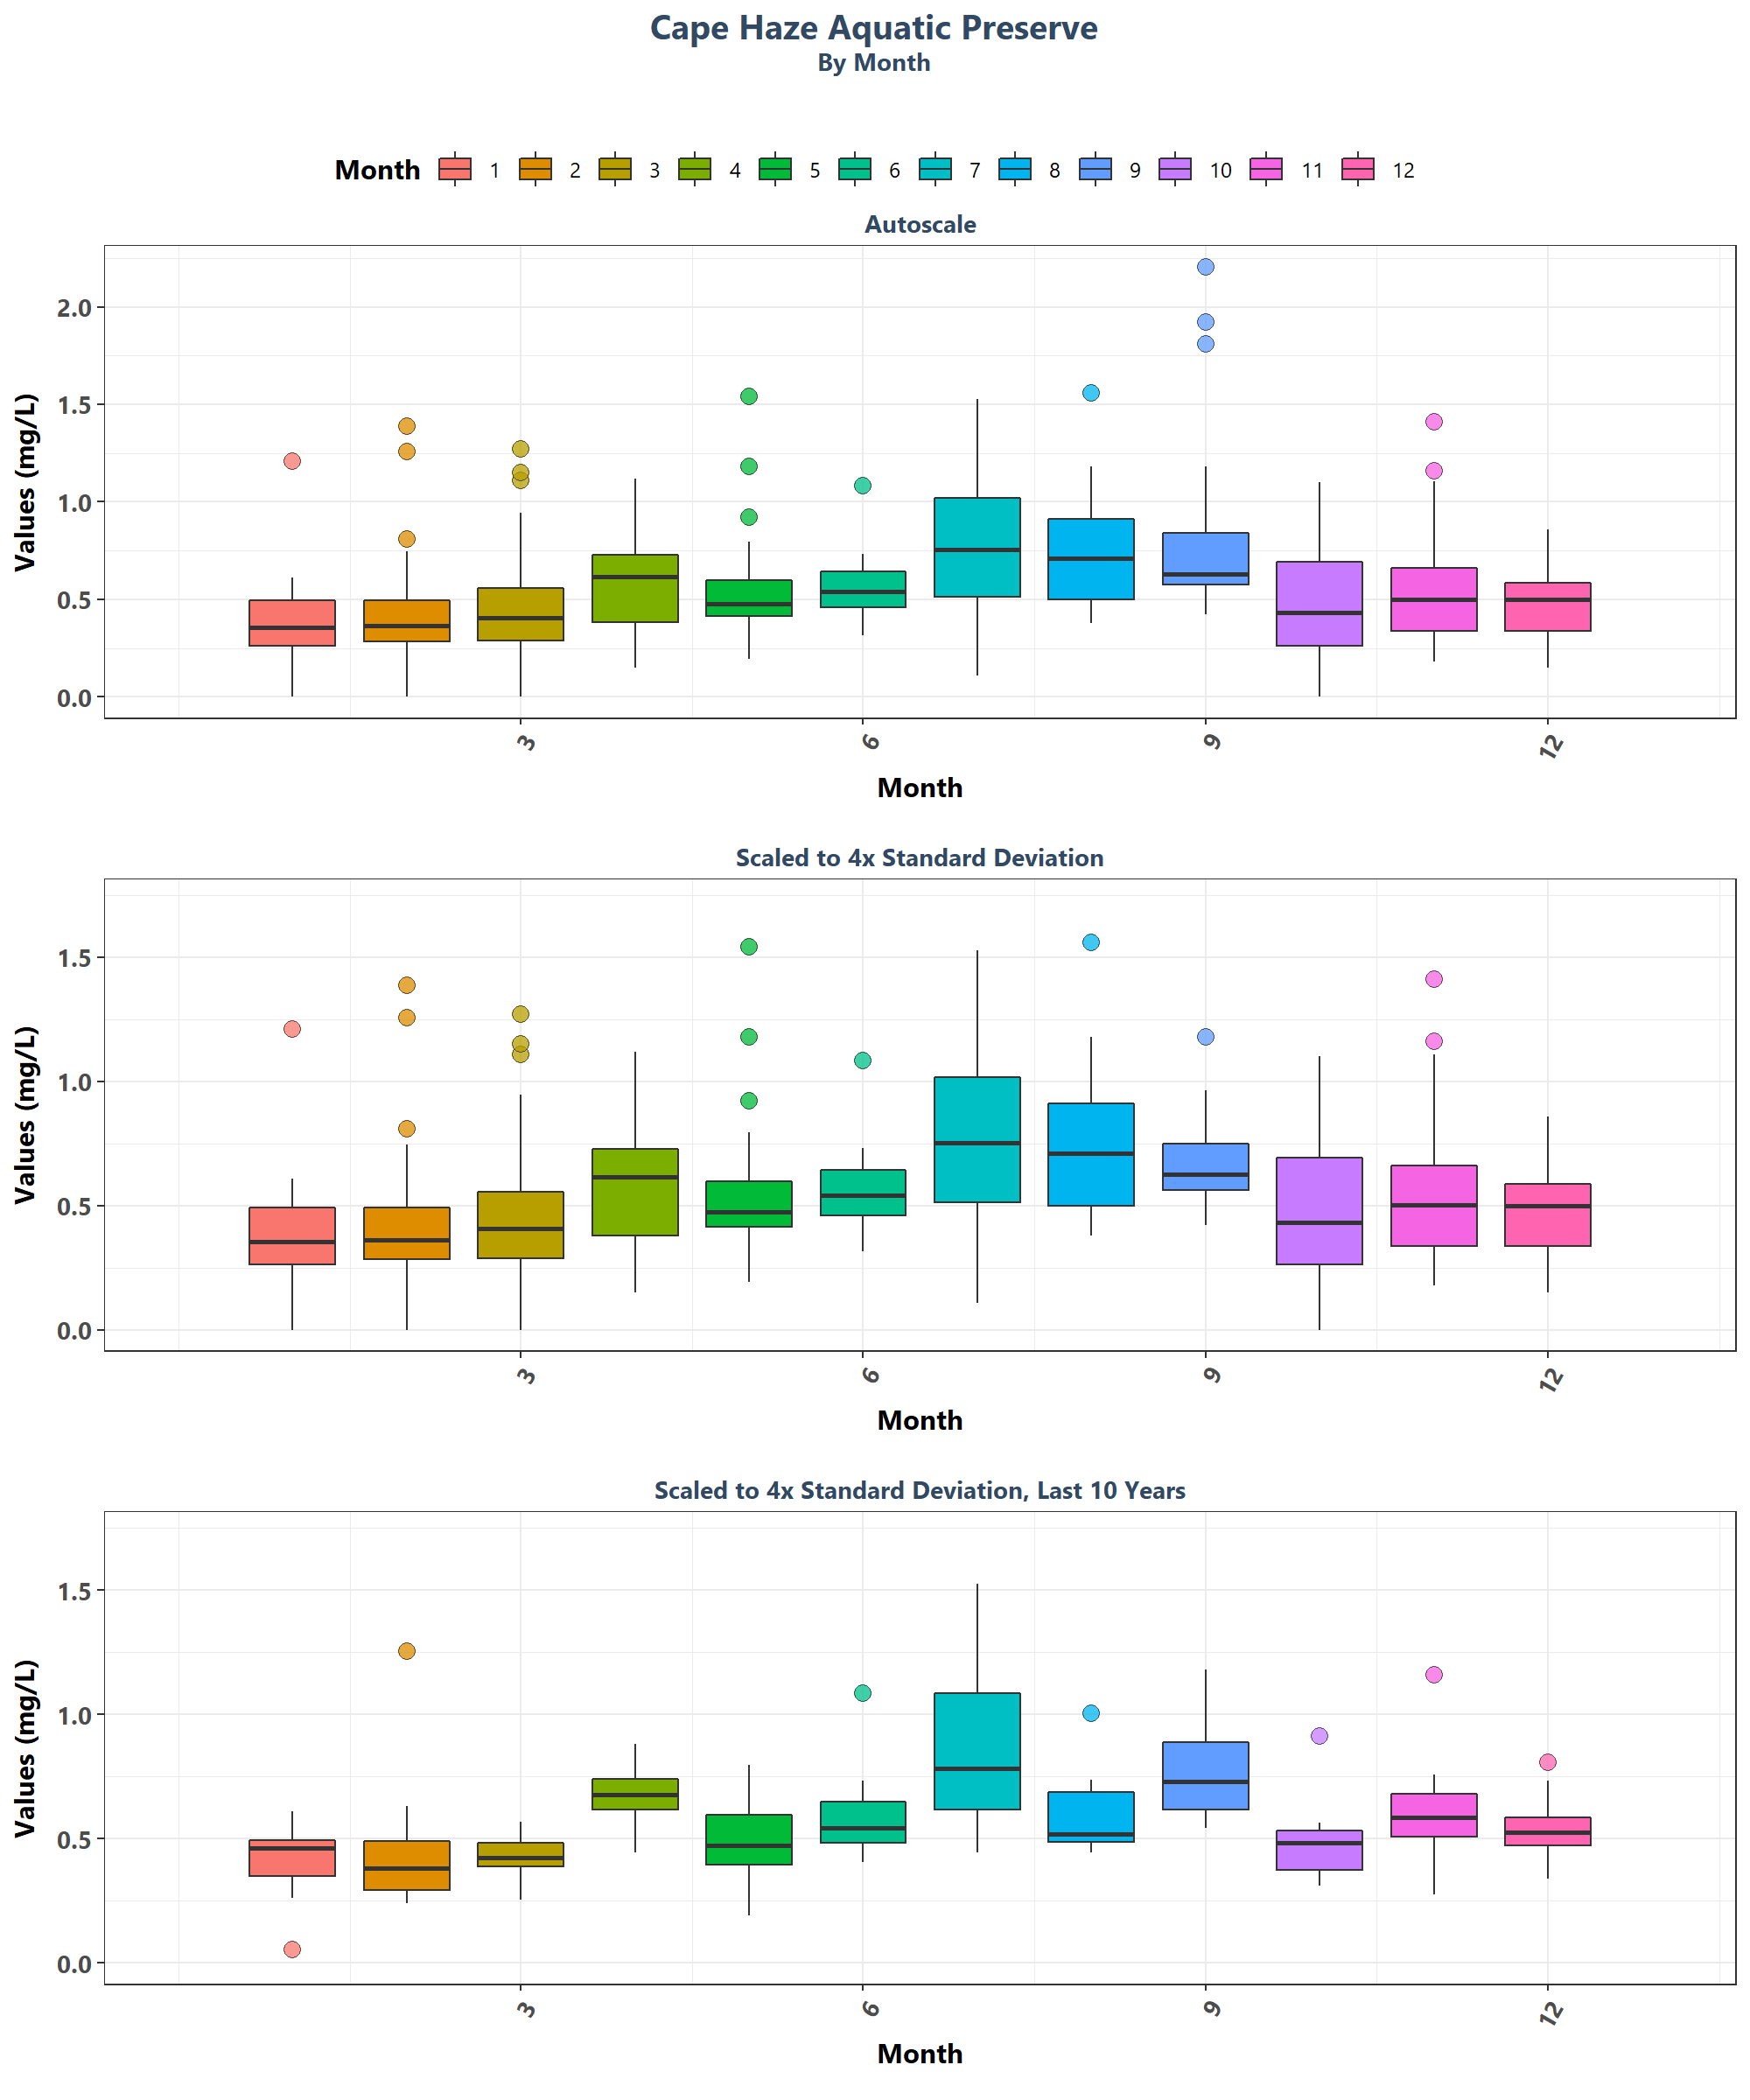 Cape Haze Aquatic Preserve
By Month
Month 1 2 3 4 5 6 7 8 9 10 11 12
Autoscale
Values (mg/L)
2.0
1.5
1.0
0.5
0.0
3 6 9 12
Month
Scaled to 4x Standard Deviation
Values (mg/L)
1.5
1.0
0.5
0.0
3 6 9 12
Month
Scaled to 4x Standard Deviation, Last 10 Years
Values (mg/L)
1.5
1.0
0.5
0.0
3 6 9 12
Month